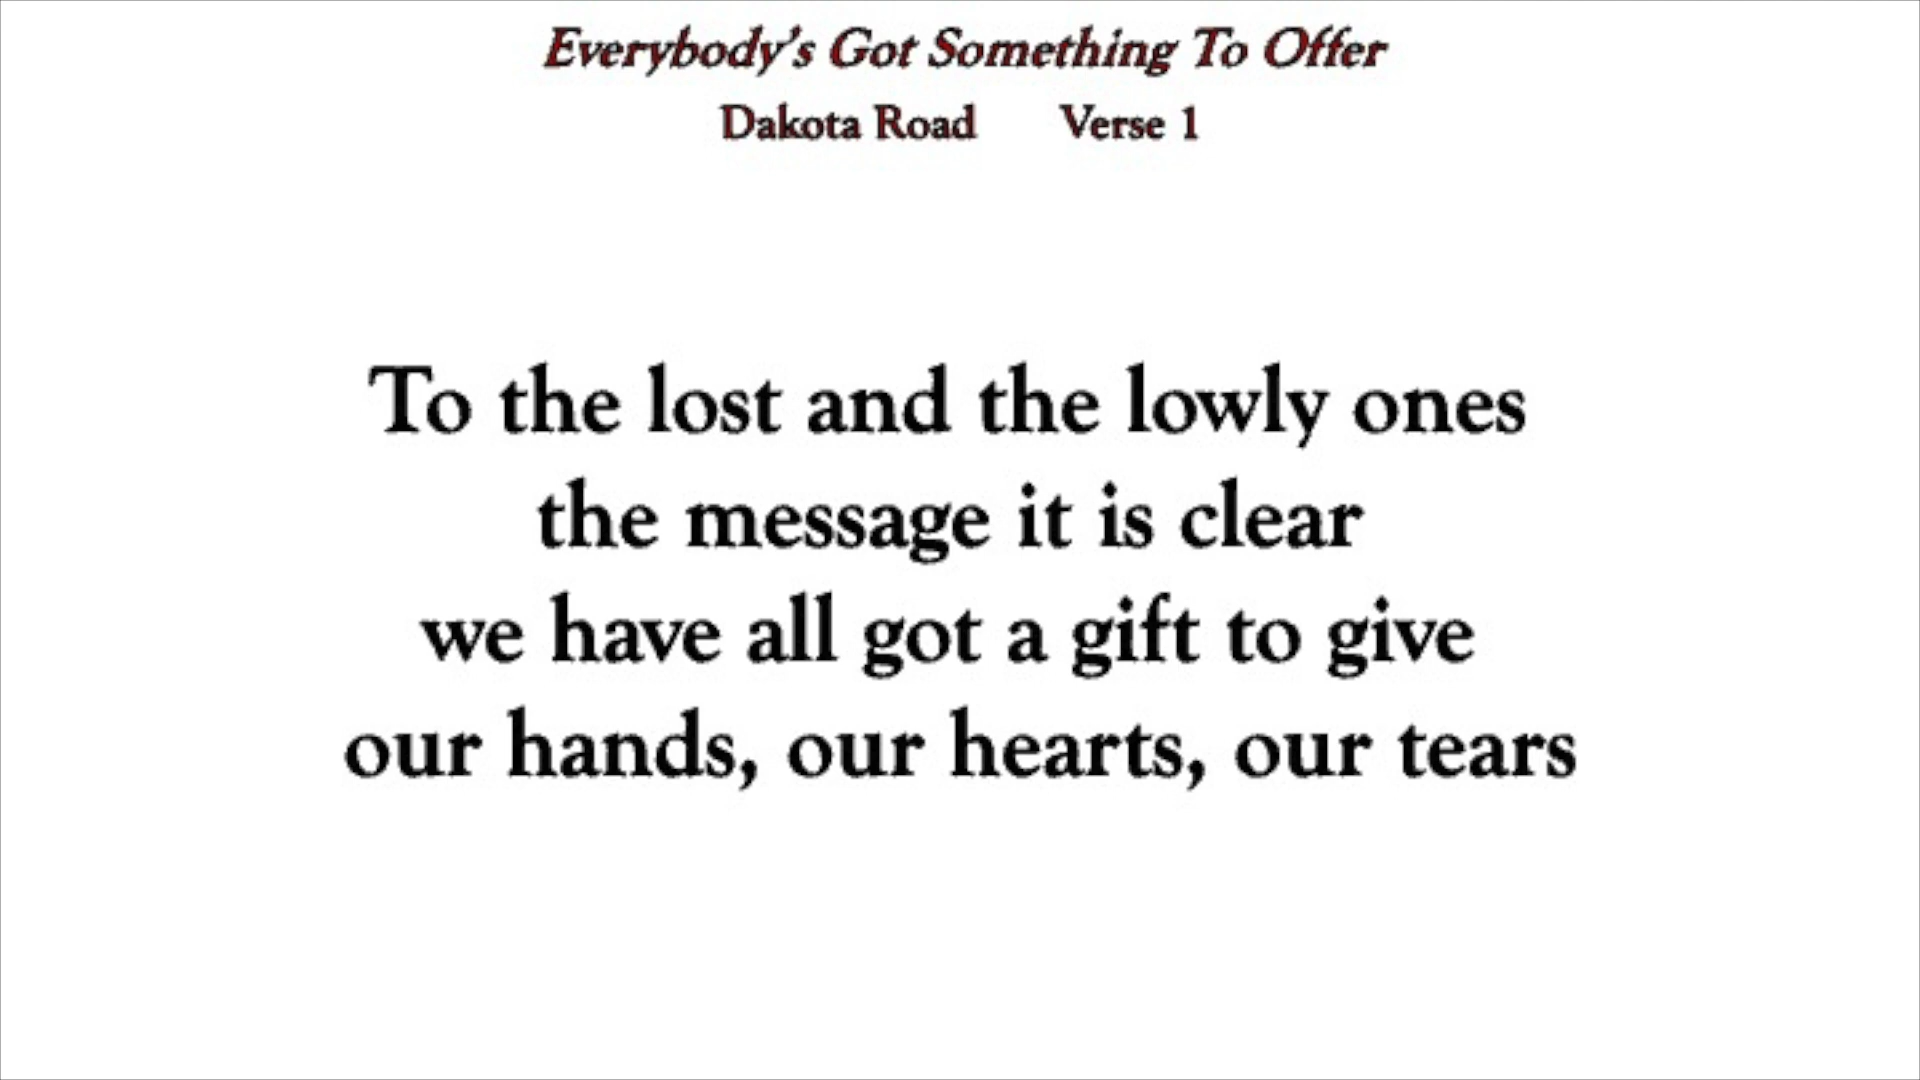 Everybody's Got Something To Offer
Dakota Road Verse 1
To the lost and the lowly ones
the message it is clear
we have all got a gift to give
our hands, our hearts, our tears